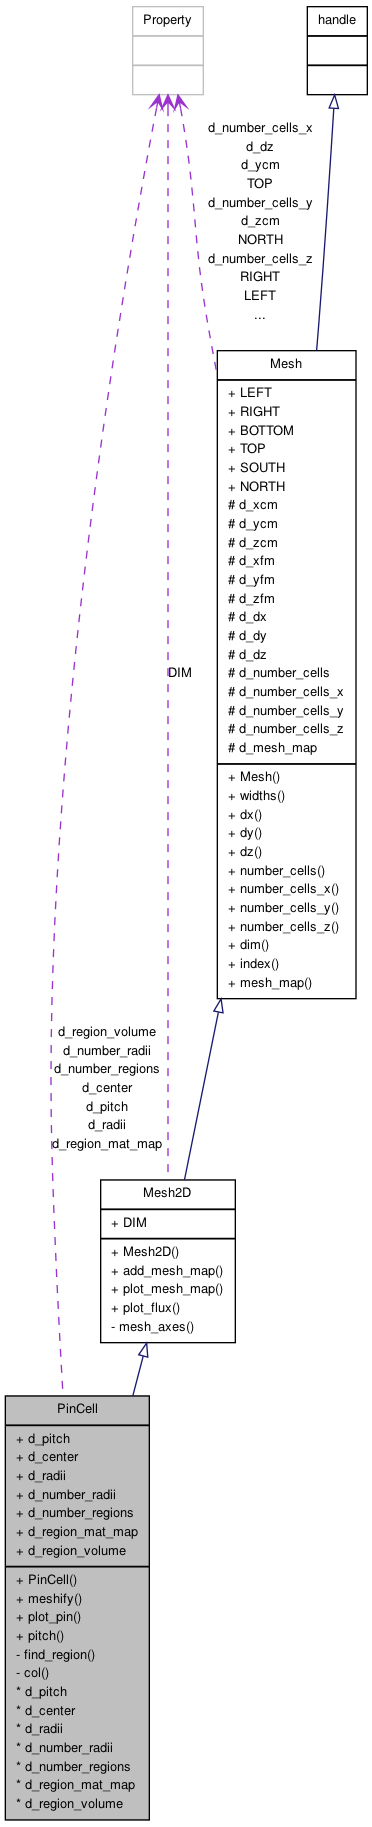 Property
handle
d_number_cells_x
d_dz
d_ycm
TOP
d_number_cells_y
d_zcm
NORTH
d_number_cells_z
RIGHT
LEFT
...
Mesh
+ LEFT
+ RIGHT
+ BOTTOM
+ TOP
+ SOUTH
+ NORTH
# d_xcm
# d_ycm
# d_zcm
# d_xfm
# d_yfm
# d_zfm
# d_dx
# d_dy
# d_dz
# d_number_cells
# d_number_cells_x
# d_number_cells_y
# d_number_cells_z
# d_mesh_map
+ Mesh()
+ widths()
+ dx()
+ dy()
+ dz()
+ number_cells()
+ number_cells_x()
+ number_cells_y()
+ number_cells_z()
+ dim()
+ index()
+ mesh_map()
DIM
d_region_volume
d_number_radii
d_number_regions
d_center
d_pitch
d_radii
d_region_mat_map
Mesh2D
+ DIM
+ Mesh2D()
+ add_mesh_map()
+ plot_mesh_map()
+ plot_flux()
- mesh_axes()
PinCell
+ d_pitch
+ d_center
+ d_radii
+ d_number_radii
+ d_number_regions
+ d_region_mat_map
+ d_region_volume
+ PinCell()
+ meshify()
+ plot_pin()
+ pitch()
- find_region()
- col()
* d_pitch
* d_center
* d_radii
* d_number_radii
* d_number_regions
* d_region_mat_map
* d_region_volume